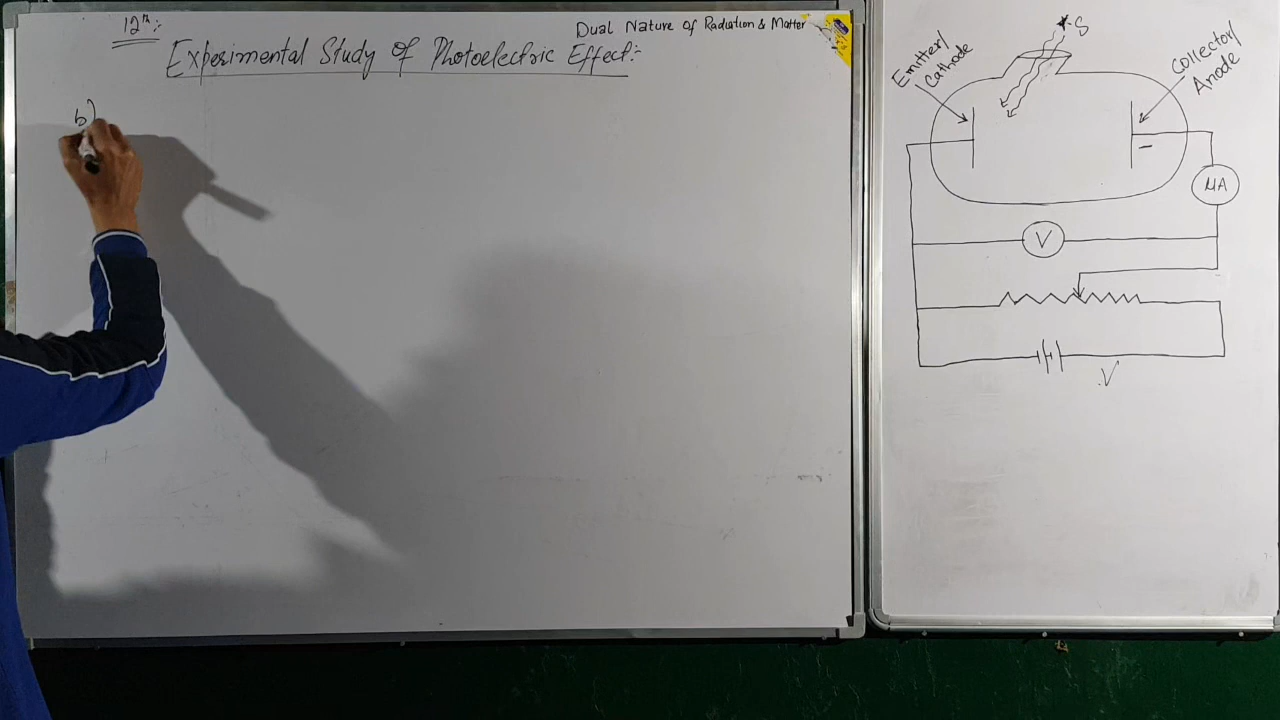 12th :-
Dual Nature of Radiation & Matter
Experimental Study of Photoelectric Effect:-
b)
S
Emitter/
Cathode
Collector/
Anode
-
μA
V
V